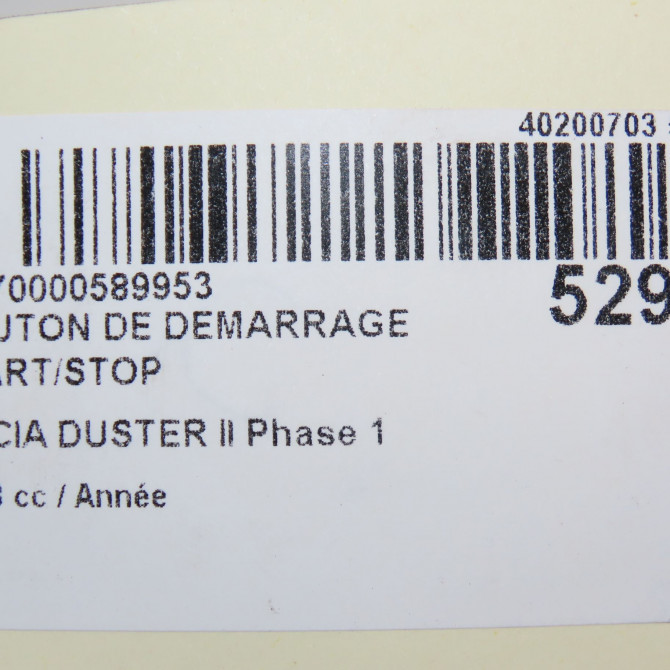 40200703
70000589953
529
UTON DE DEMARRAGE
ART/STOP
CIA DUSTER II Phase 1
cc / Année